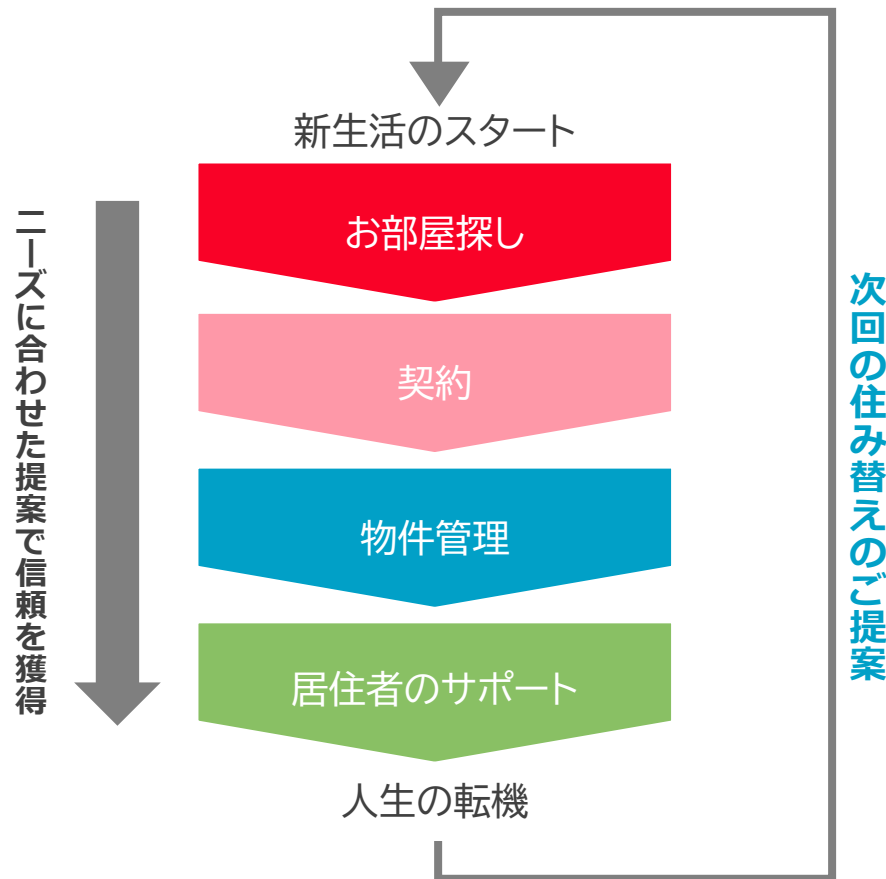 新生活のスタート
お部屋探し
契約
物件管理
居住者のサポート
人生の転機
ニーズに合わせた提案で信頼を獲得
次回の住み替えのご提案